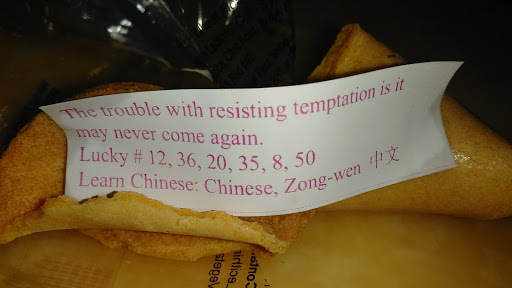 The trouble with resisting temptation is it
may never come again.
Lucky # 12, 36, 20, 35, 8, 50
Learn Chinese: Chinese, Zong-wen 中文